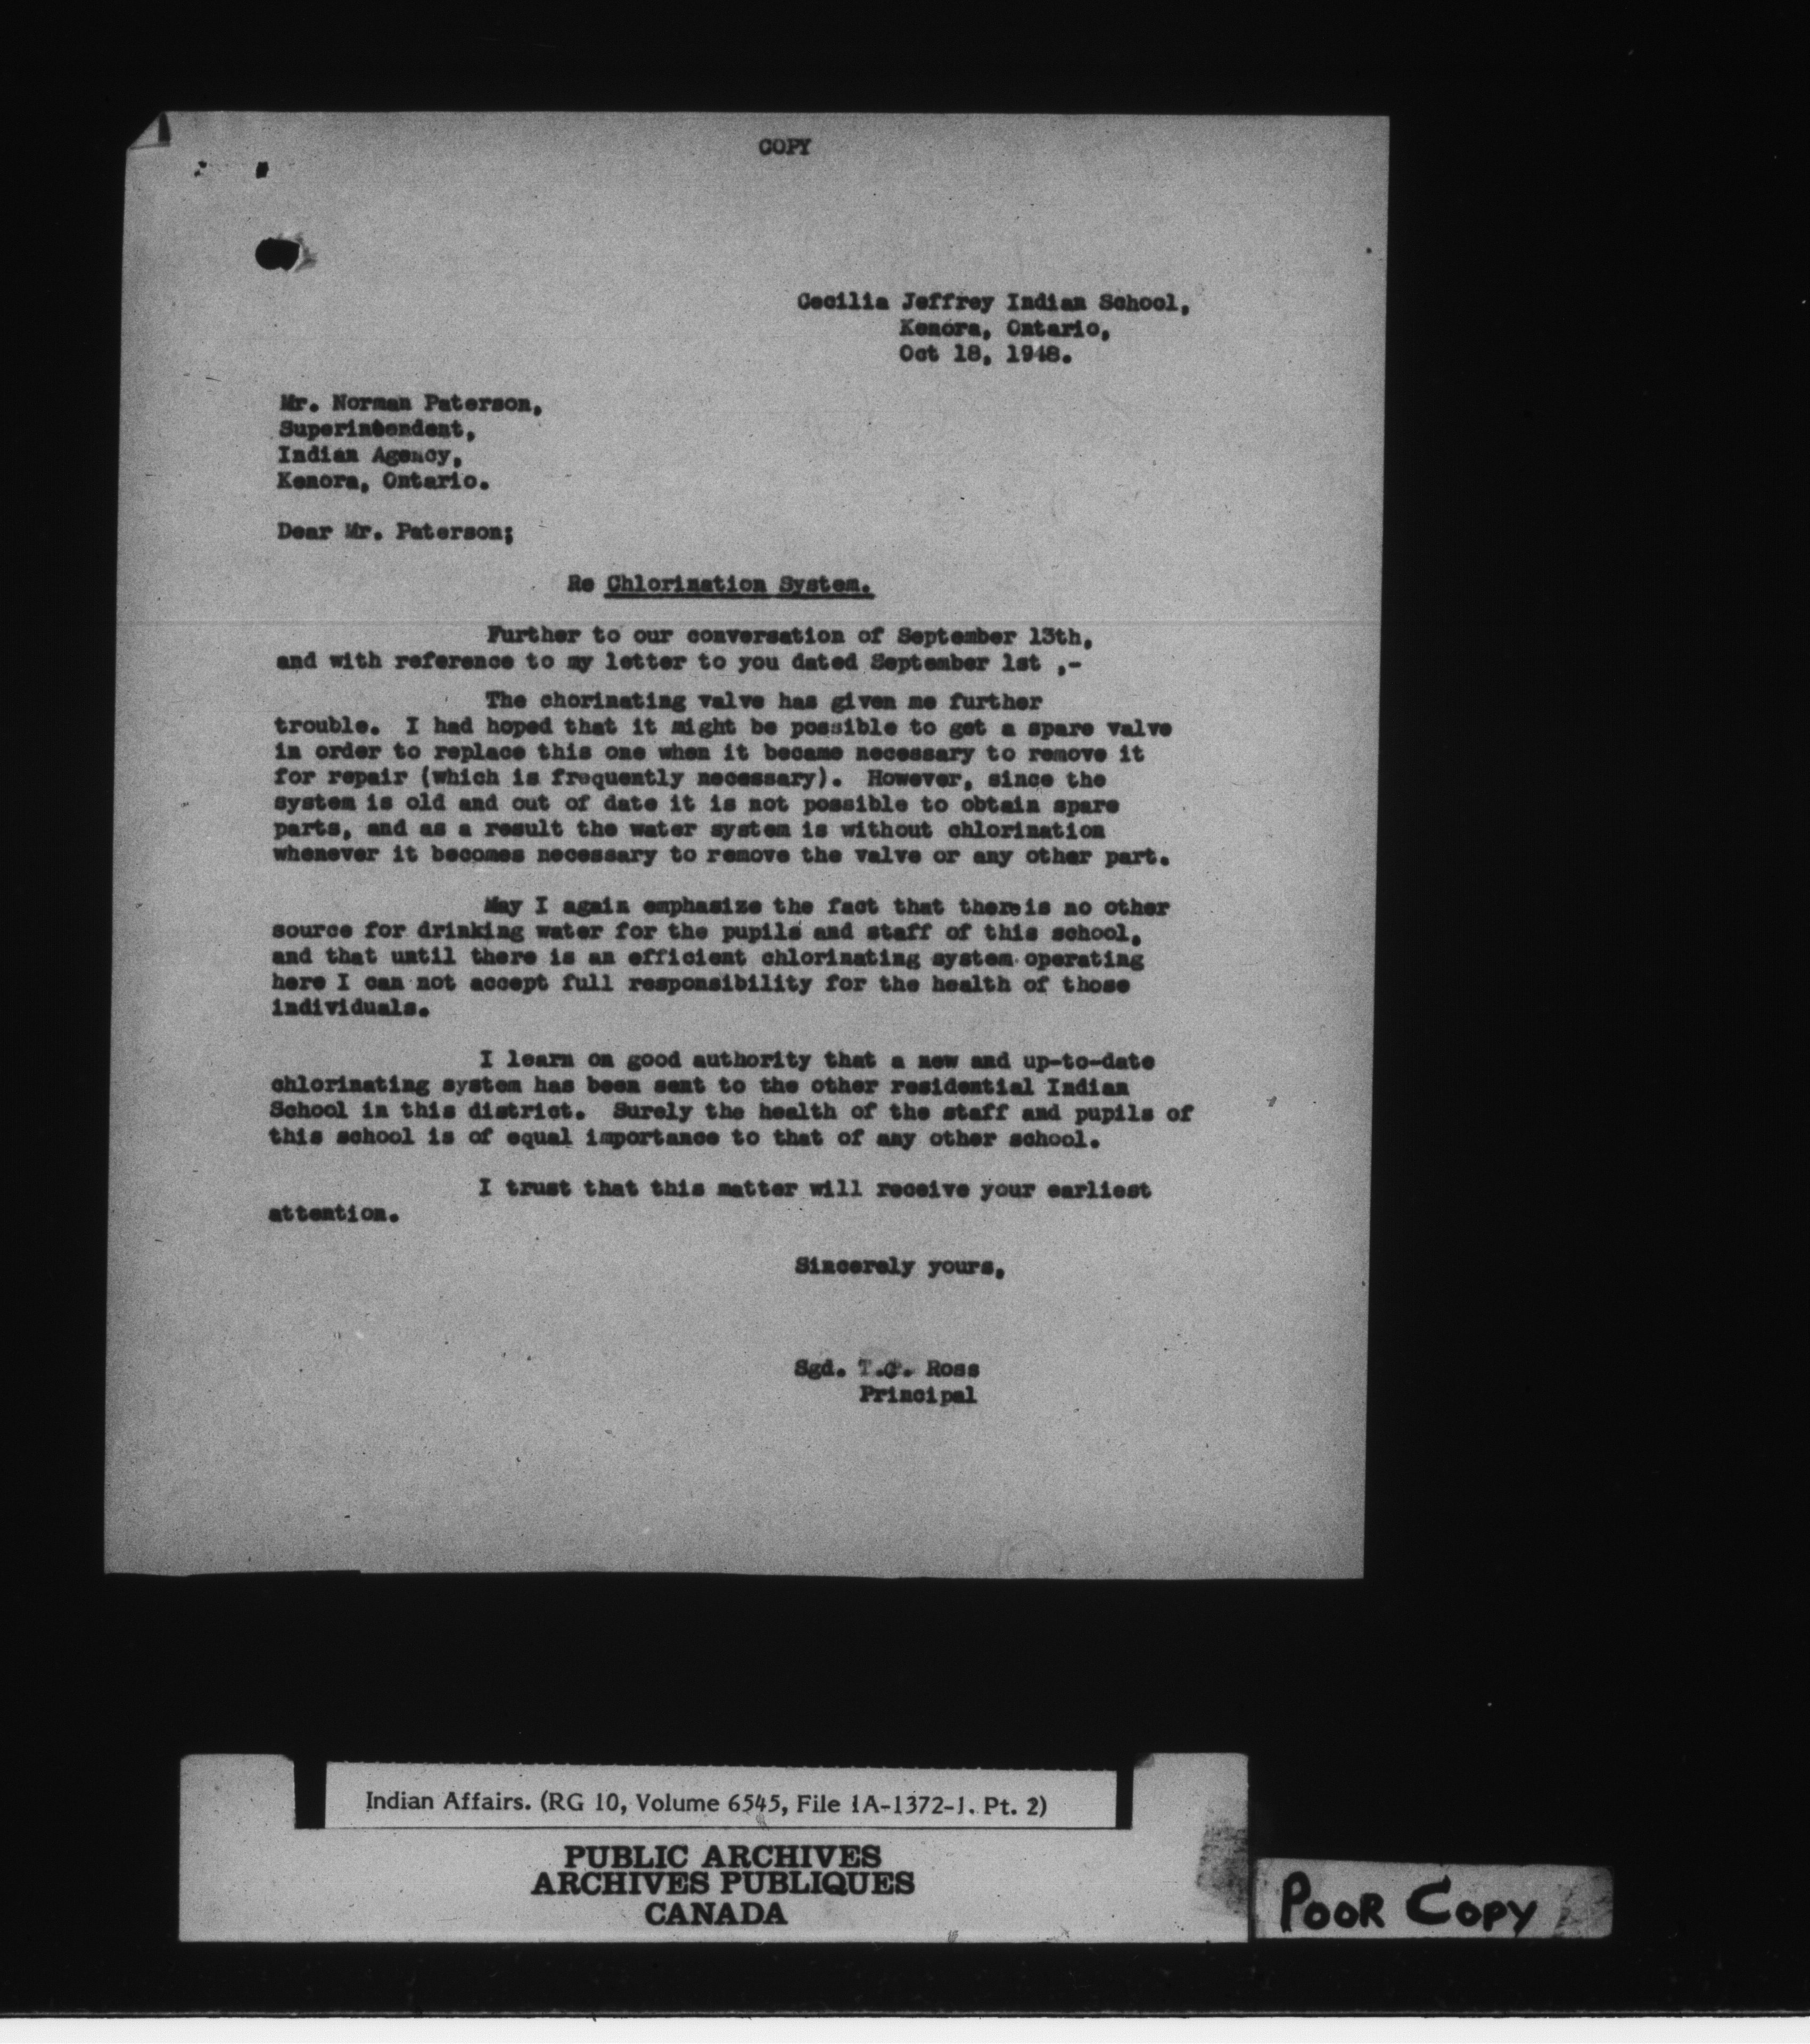 COPY
Cecilia Jeffrey Indian School,
Kenora, Ontario,
Oct 18, 1948.
Mr. Norman Paterson,
Superintendent,
Indian Agency,
Kenora, Ontario.
Dear Mr. Paterson;
Re Chlorination System.
Further to our conversation of September 13th,
and with reference to my letter to you dated September 1st ,-
The chorinating valve has given me further
trouble. I had hoped that it might be possible to get a spare valve
in order to replace this one when it became necessary to remove it
for repair (which is frequently necessary). However, since the
system is old and out of date it is not possible to obtain spare
parts, and as a result the water system is without chlorination
whenever it becomes necessary to remove the valve or any other part.
May I again emphasize the fact that there is no other
source for drinking water for the pupils and staff of this school,
and that until there is an efficient chlorinating system operating
here I can not accept full responsibility for the health of those
individuals.
I learn on good authority that a new and up-to-date
chlorinating system has been sent to the other residential Indian
School in this district. Surely the health of the staff and pupils of
this school is of equal importance to that of any other school.
I trust that this matter will receive your earliest
attention.
Sincerely yours,
Sgd. Ross
Principal
Indian Affairs. (RG 10, Volume 6545, File 1A-1372-1. Pt. 2)
PUBLIC ARCHIVES
ARCHIVES PUBLIQUES
CANADA
POOR COPY